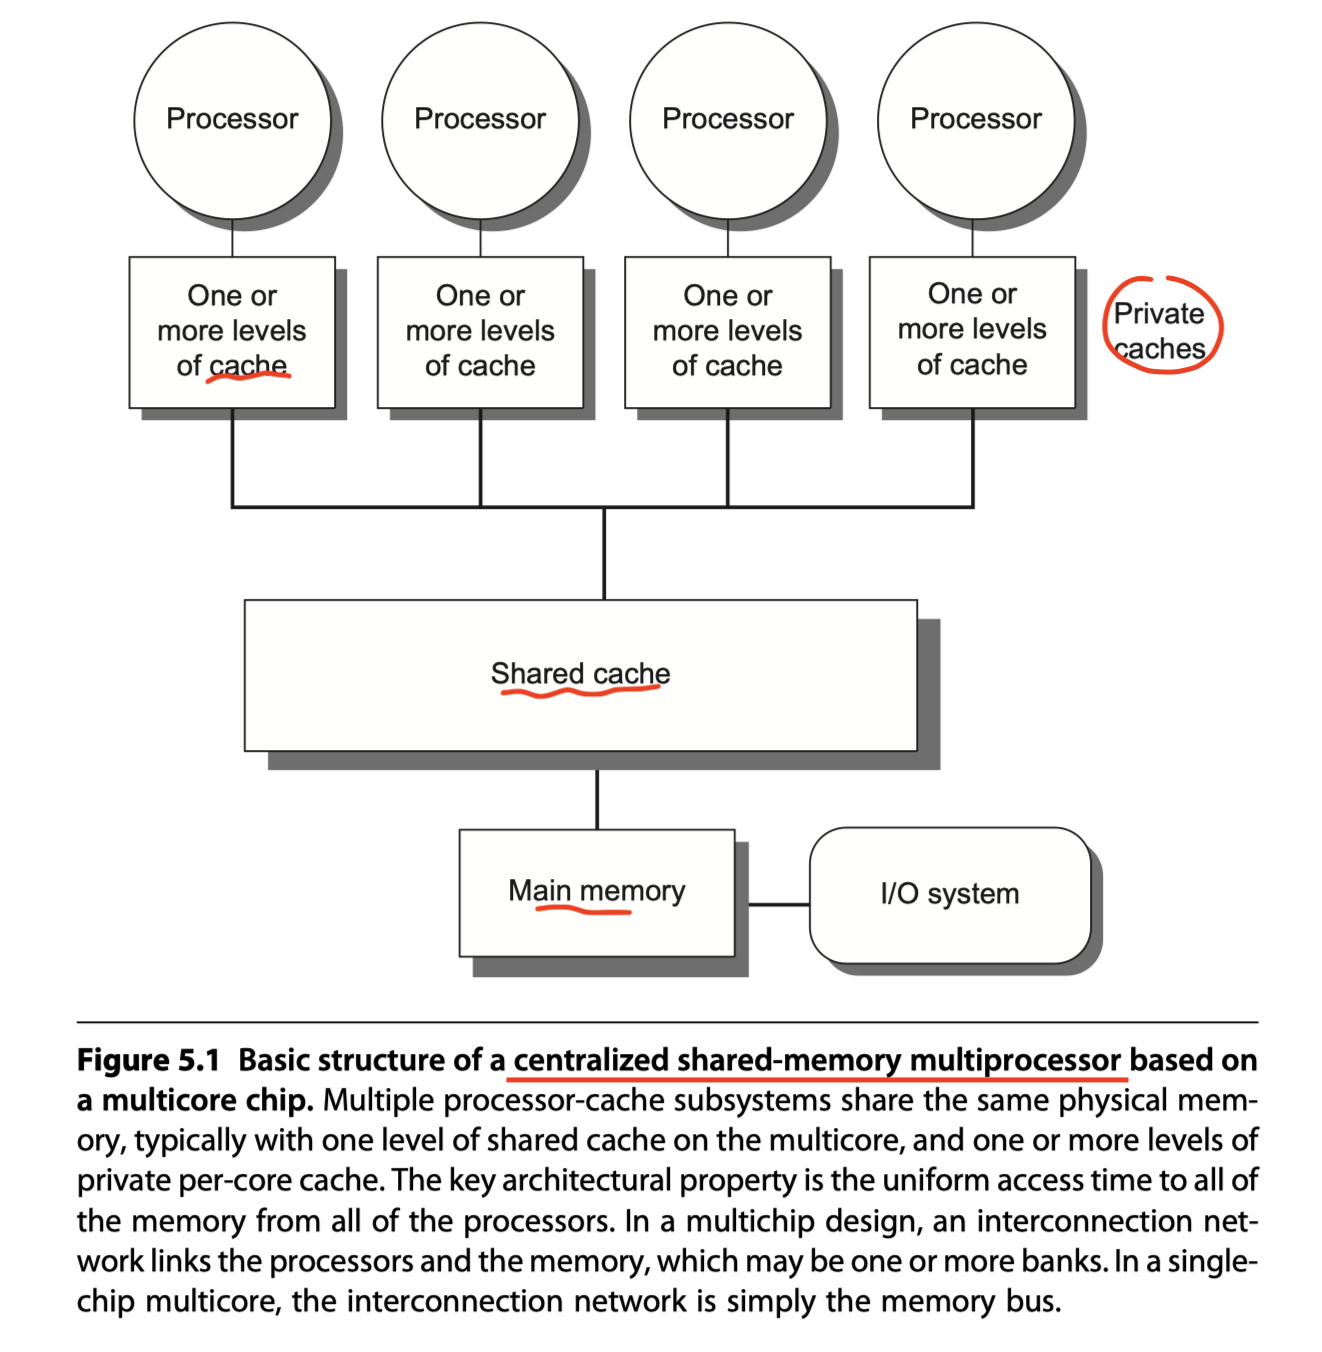 Processor Processor Processor Processor
One or
more levels
of cache
One or
more levels
of cache
One or
more levels
of cache
One or
more levels
of cache
Private
caches
Shared cache
Main memory
I/O system
Figure 5.1 Basic structure of a centralized shared-memory multiprocessor based on
a multicore chip. Multiple processor-cache subsystems share the same physical mem-
ory, typically with one level of shared cache on the multicore, and one or more levels of
private per-core cache. The key architectural property is the uniform access time to all of
the memory from all of the processors. In a multichip design, an interconnection net-
work links the processors and the memory, which may be one or more banks. In a single-
chip multicore, the interconnection network is simply the memory bus.